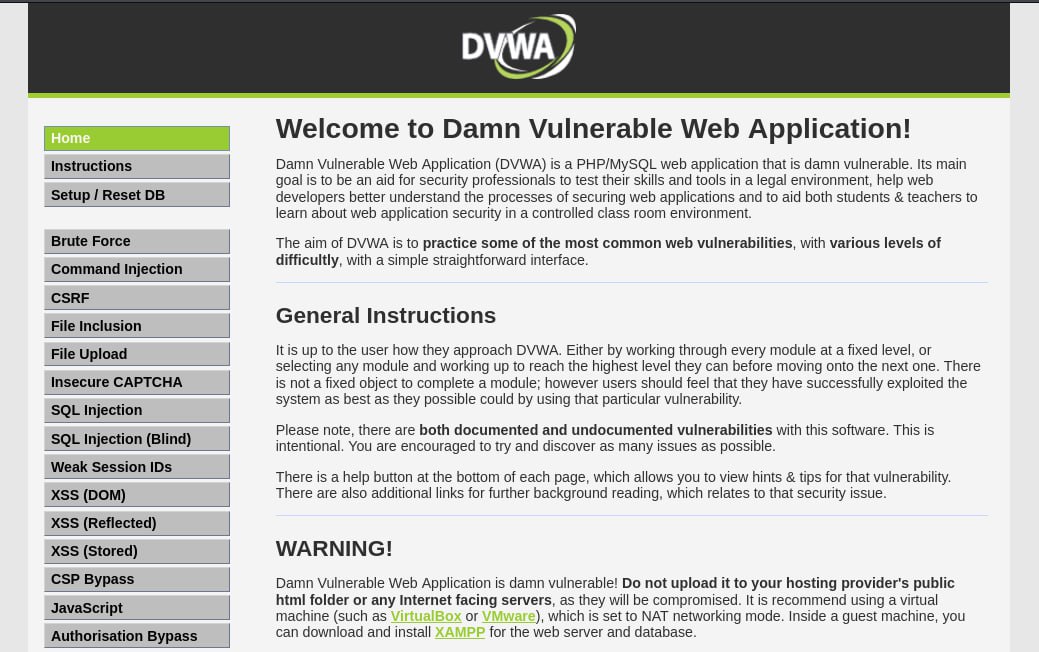 DVWA
Home
Instructions
Setup / Reset DB
Brute Force
Command Injection
CSRF
File Inclusion
File Upload
Insecure CAPTCHA
SQL Injection
SQL Injection (Blind)
Weak Session IDs
XSS (DOM)
XSS (Reflected)
XSS (Stored)
CSP Bypass
JavaScript
Authorisation Bypass
Welcome to Damn Vulnerable Web Application!
Damn Vulnerable Web Application (DVWA) is a PHP/MySQL web application that is damn vulnerable. Its main
goal is to be an aid for security professionals to test their skills and tools in a legal environment, help web
developers better understand the processes of securing web applications and to aid both students & teachers to
learn about web application security in a controlled class room environment.
The aim of DVWA is to practice some of the most common web vulnerabilities, with various levels of
difficultly, with a simple straightforward interface.
General Instructions
It is up to the user how they approach DVWA. Either by working through every module at a fixed level, or
selecting any module and working up to reach the highest level they can before moving onto the next one. There
is not a fixed object to complete a module; however users should feel that they have successfully exploited the
system as best as they possible could by using that particular vulnerability.
Please note, there are both documented and undocumented vulnerabilities with this software. This is
intentional. You are encouraged to try and discover as many issues as possible.
There is a help button at the bottom of each page, which allows you to view hints & tips for that vulnerability.
There are also additional links for further background reading, which relates to that security issue.
WARNING!
Damn Vulnerable Web Application is damn vulnerable! Do not upload it to your hosting provider's public
html folder or any Internet facing servers, as they will be compromised. It is recommend using a virtual
machine (such as VirtualBox or VMware), which is set to NAT networking mode. Inside a guest machine, you
can download and install XAMPP for the web server and database.